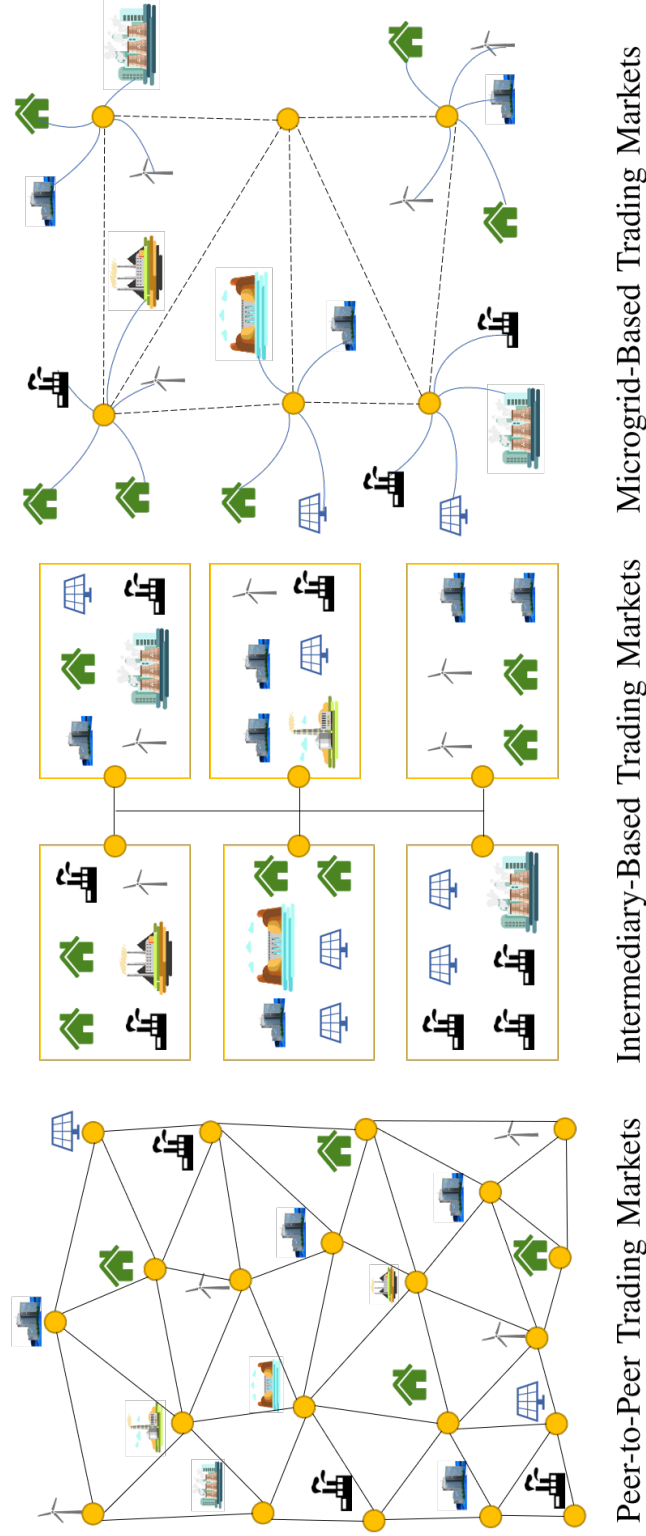 Peer-to-Peer Trading Markets
Intermediary-Based Trading Markets
Microgrid-Based Trading Markets